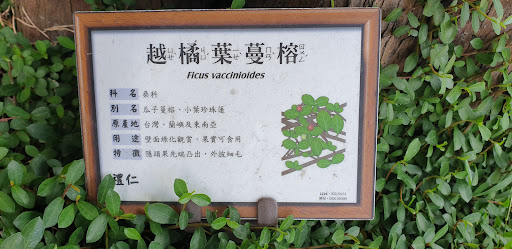 越橘葉蔓榕
Ficus vaccinioides
科名 桑科
別名 瓜子蔓榕、小葉珍珠蓮
原產地 台灣、蘭嶼及東南亞
用途 壁面綠化觀賞,果實可食用
特徵 隱頭果先端凸出,外披細毛
禮仁